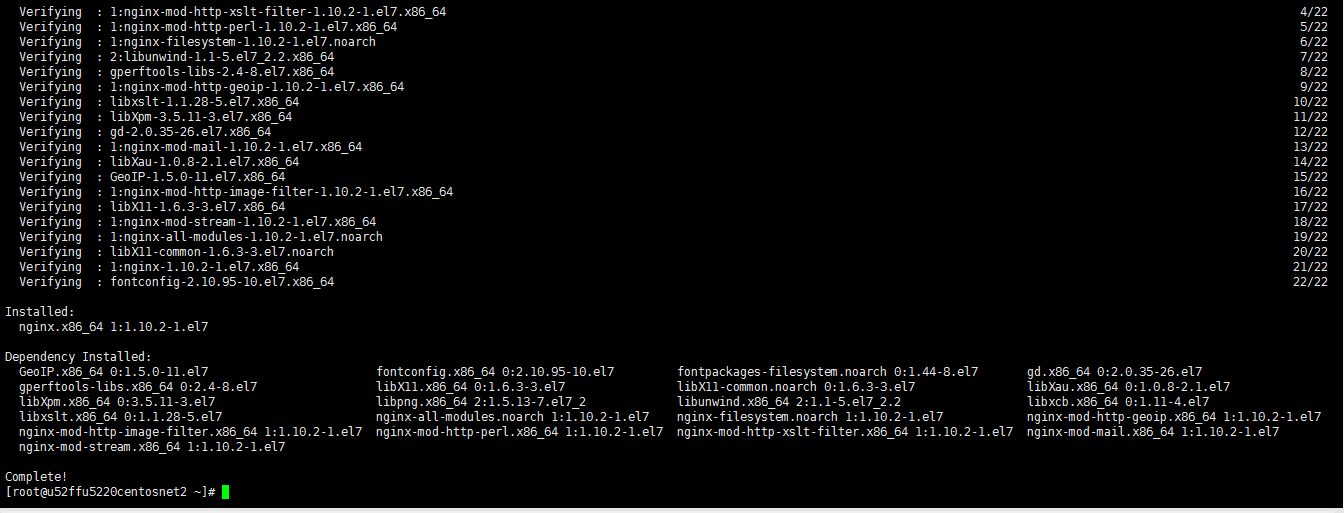 Verifying : 1:nginx-mod-http-xslt-filter-1.10.2-1.el7.x86_64 4/22
Verifying : 1:nginx-mod-http-perl-1.10.2-1.el7.x86_64 5/22
Verifying : 1:nginx-filesystem-1.10.2-1.el7.noarch 6/22
Verifying : 2:libunwind-1.1-5.el7_2.2.x86_64 7/22
Verifying : gperftools-libs-2.4-8.el7.x86_64 8/22
Verifying : 1:nginx-mod-http-geoip-1.10.2-1.el7.x86_64 9/22
Verifying : libxslt-1.1.28-5.el7.x86_64 10/22
Verifying : libXpm-3.5.11-3.el7.x86_64 11/22
Verifying : gd-2.0.35-26.el7.x86_64 12/22
Verifying : 1:nginx-mod-mail-1.10.2-1.el7.x86_64 13/22
Verifying : libXau-1.0.8-2.1.el7.x86_64 14/22
Verifying : GeoIP-1.5.0-11.el7.x86_64 15/22
Verifying : 1:nginx-mod-http-image-filter-1.10.2-1.el7.x86_64 16/22
Verifying : libX11-1.6.3-3.el7.x86_64 17/22
Verifying : 1:nginx-mod-stream-1.10.2-1.el7.x86_64 18/22
Verifying : 1:nginx-all-modules-1.10.2-1.el7.noarch 19/22
Verifying : libX11-common-1.6.3-3.el7.noarch 20/22
Verifying : 1:nginx-1.10.2-1.el7.x86_64 21/22
Verifying : fontconfig-2.10.95-10.el7.x86_64 22/22
Installed:
nginx.x86_64 1:1.10.2-1.el7
Dependency Installed:
GeoIP.x86_64 0:1.5.0-11.el7 fontconfig.x86_64 0:2.10.95-10.el7 fontpackages-filesystem.noarch 0:1.44-8.el7 gd.x86_64 0:2.0.35-26.el7
gperftools-libs.x86_64 0:2.4-8.el7 libX11.x86_64 0:1.6.3-3.el7 libX11-common.noarch 0:1.6.3-3.el7 libXau.x86_64 0:1.0.8-2.1.el7
libXpm.x86_64 0:3.5.11-3.el7 libpng.x86_64 2:1.5.13-7.el7_2 libunwind.x86_64 2:1.1-5.el7_2.2 libxcb.x86_64 0:1.11-4.el7
libxslt.x86_64 0:1.1.28-5.el7 nginx-all-modules.noarch 1:1.10.2-1.el7 nginx-filesystem.noarch 1:1.10.2-1.el7 nginx-mod-http-geoip.x86_64 1:1.10.2-1.el7
nginx-mod-http-image-filter.x86_64 1:1.10.2-1.el7 nginx-mod-http-perl.x86_64 1:1.10.2-1.el7 nginx-mod-http-xslt-filter.x86_64 1:1.10.2-1.el7 nginx-mod-mail.x86_64 1:1.10.2-1.el7
nginx-mod-stream.x86_64 1:1.10.2-1.el7
Complete!
[root@u52ffu5220centosnet2 ~]#